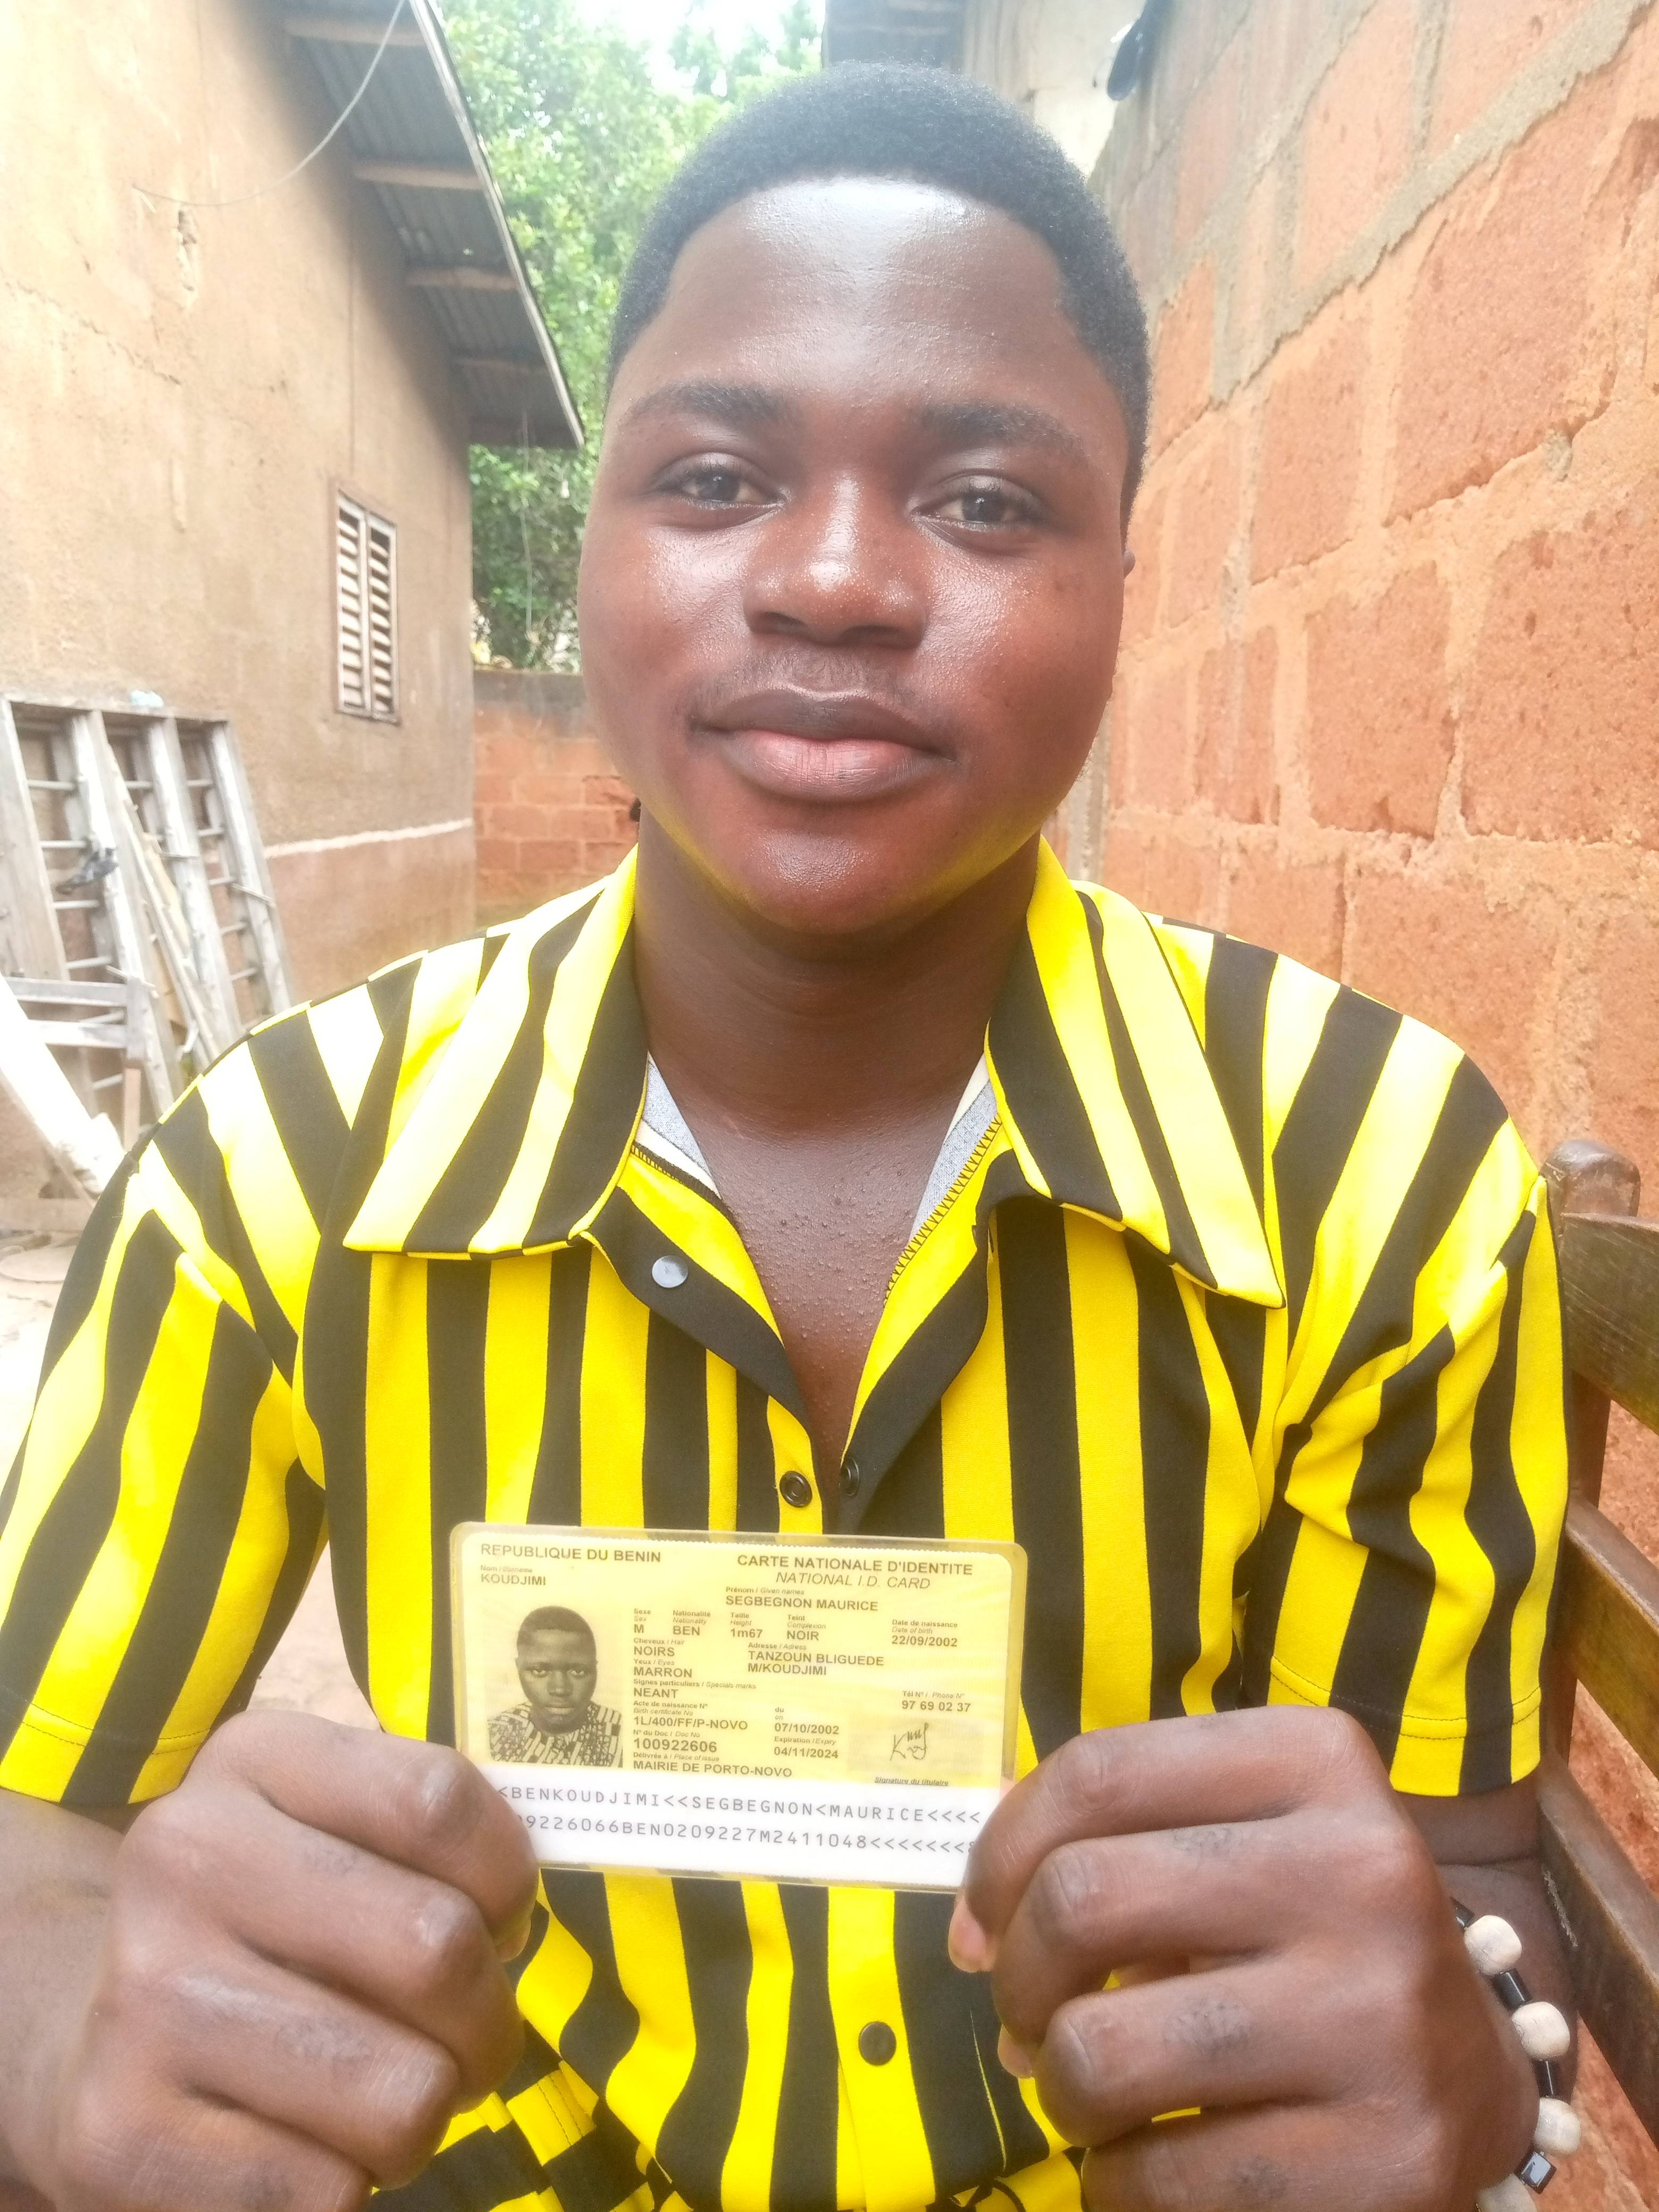 REPUBLIQUE DU BENIN
CARTE NATIONALE D'IDENTITE
NATIONAL I.D. CARD
Nom / Surname
KOUDJIMI
Prénom / Given names
SEGBEGNON MAURICE
Sexe Nationalité Taille Teint Date de naissance
Sex Nationality Height Complexion Date of birth
M BEN 1m67 NOIR 22/09/2002
Cheveux / Hair Adresse / Adress
NOIRS TANZOUN BLIGUEDE
Yeux / Eyes M/KOUDJIMI
MARRON
Signes particuliers / Specials marks
NEANT
Tél N° / Phone N°
97 69 02 37
Acte de naissance N° du
Birth certificate No on
1L/400/FF/P-NOVO 07/10/2002
N° du Doc / Doc No Expiration / Expiry
100922606 04/11/2024
Délivrée à / Place of issue
MAIRIE DE PORTO-NOVO
Signature du titulaire
<BENKOUDJIMI<<SEGBEGNON<MAURICE<<<<
09226066BEN0209227M2411048<<<<<<<